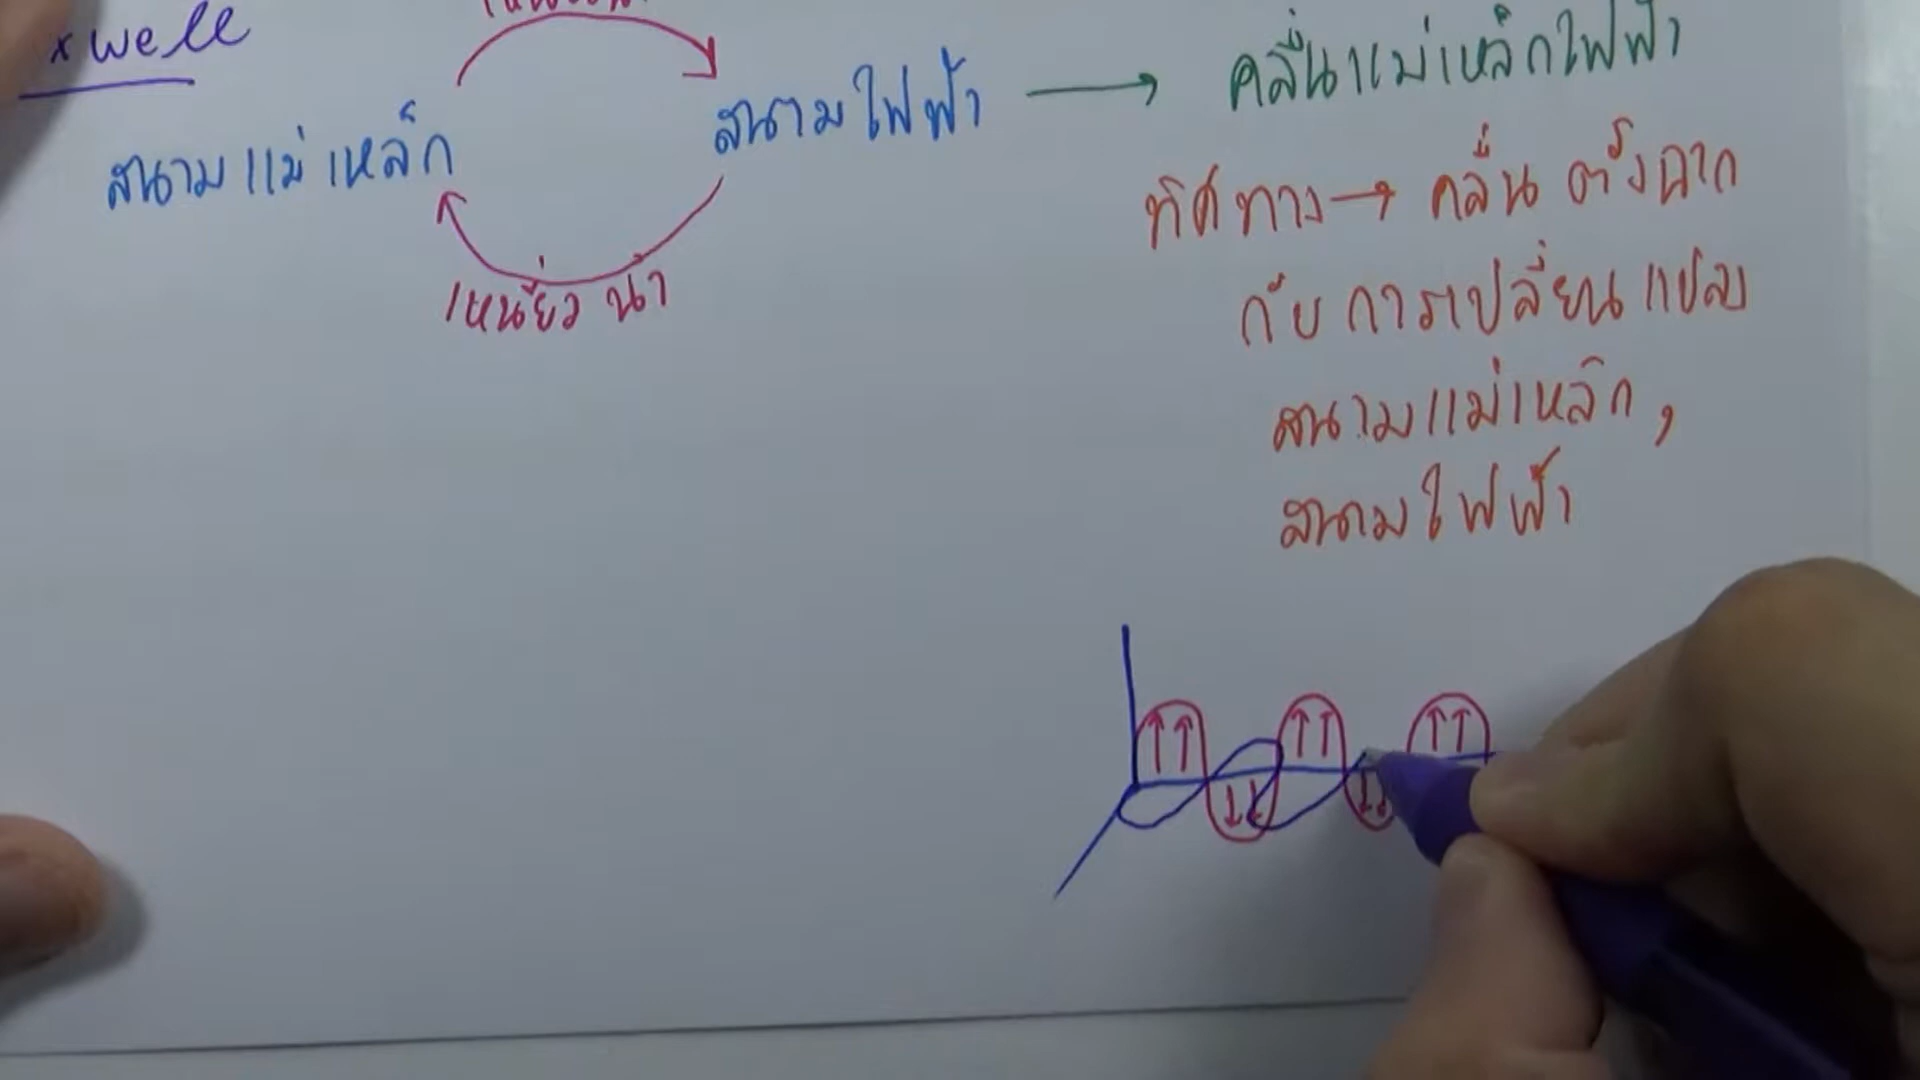 xwell
สนามแม่เหล็ก
สนามไฟฟ้า → คลื่นแม่เหล็กไฟฟ้า
เหนี่ยวนำ
ทิศทาง → คลื่น ตั้งฉาก
กับการเปลี่ยนแปลง
สนามแม่เหล็ก,
สนามไฟฟ้า